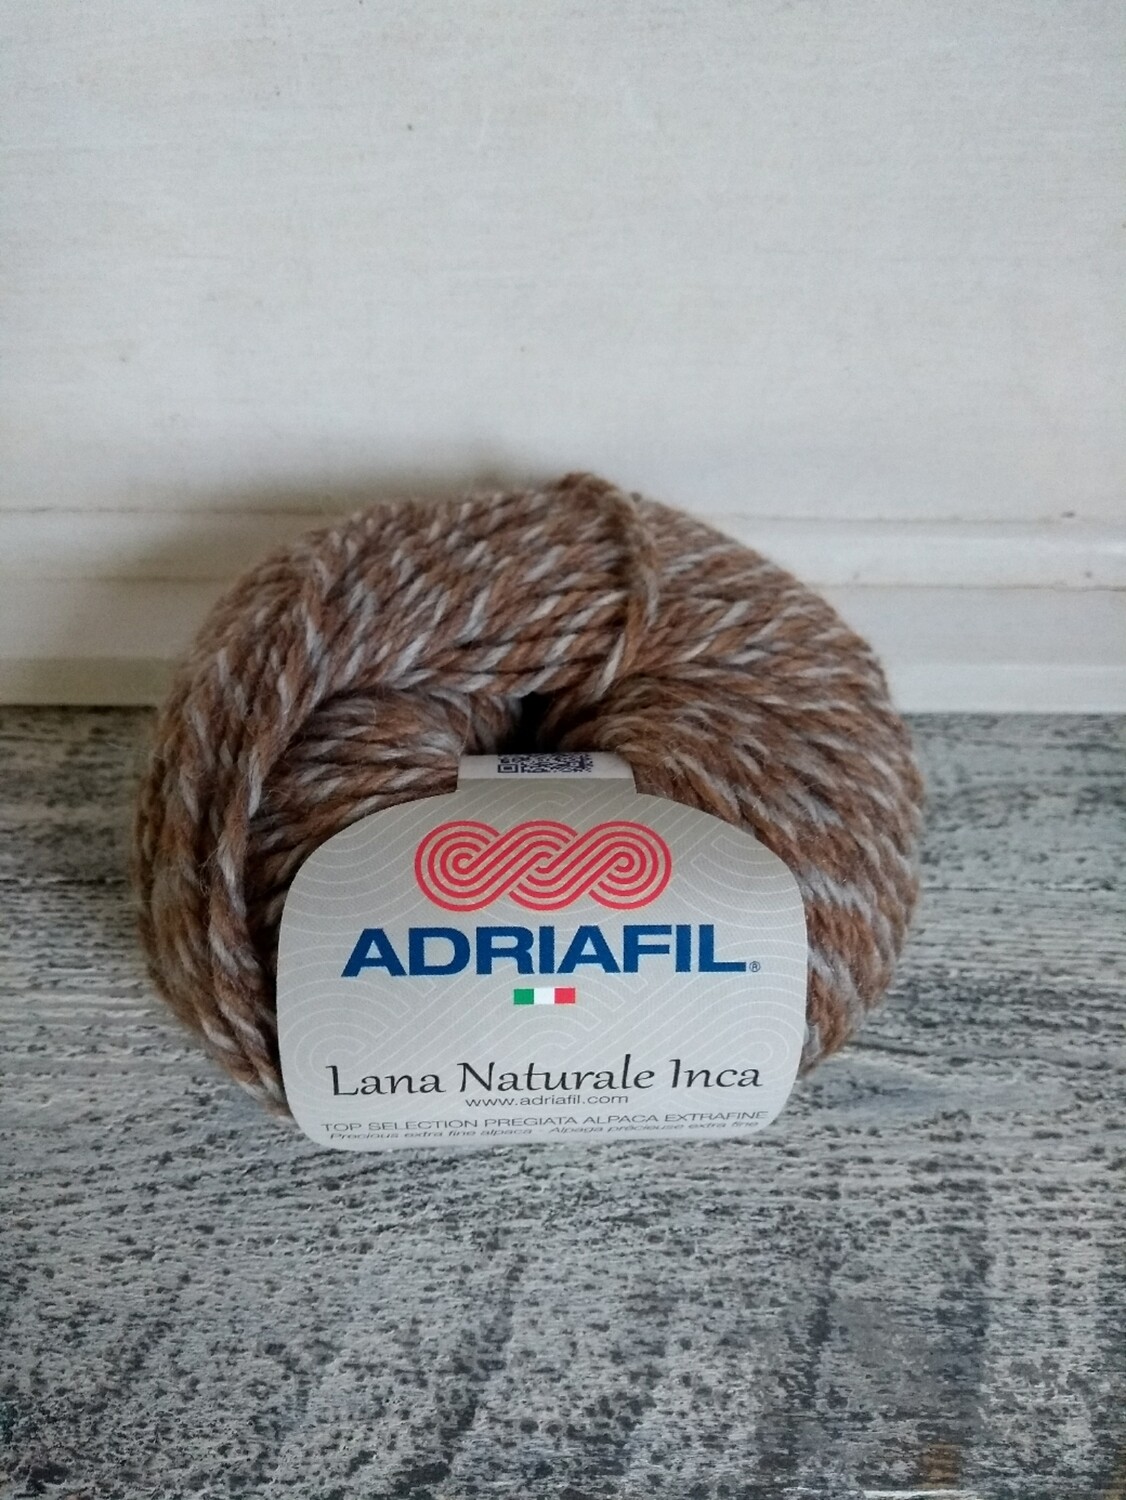 ADRIAFIL®
Lana Naturale Inca
www.adriafil.com
TOP SELECTION PREGIATA ALPACA EXTRAFINE
Precious extra fine alpaca - Alpaga précieuse extra fine